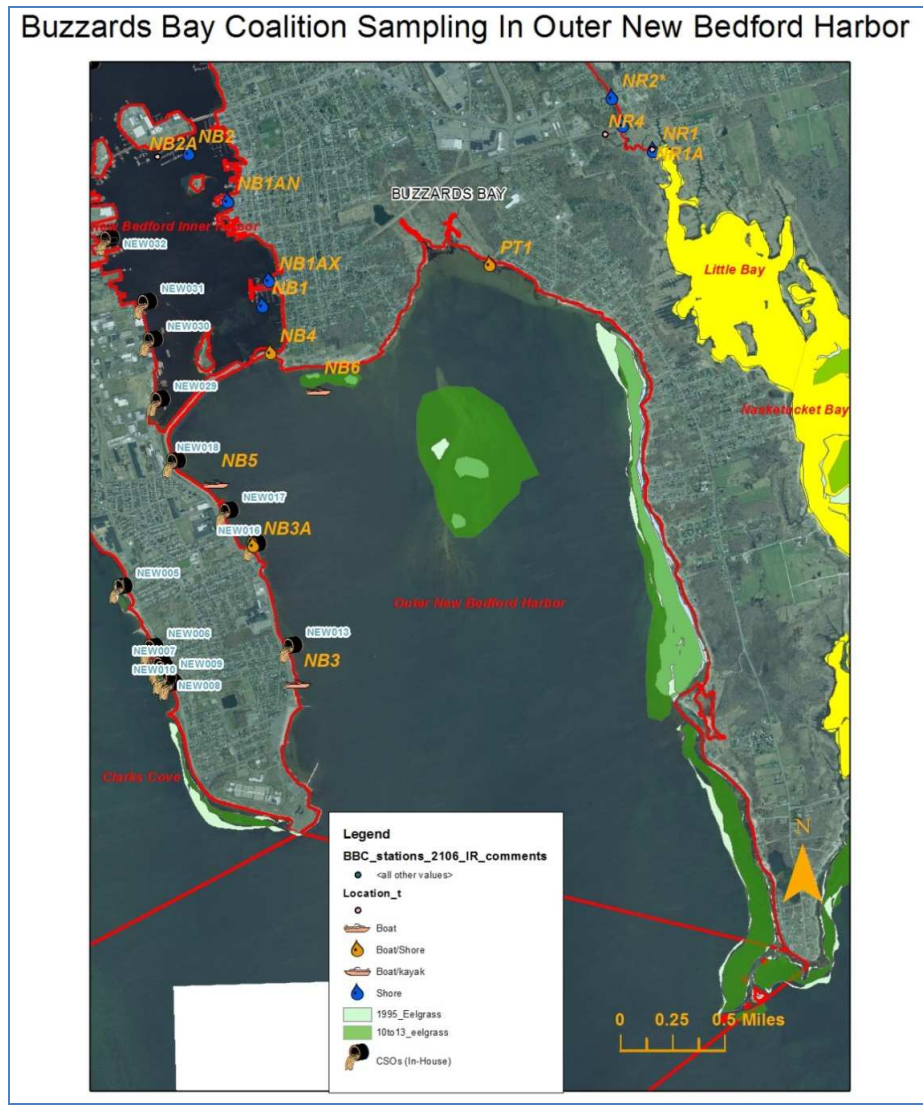 Buzzards Bay Coalition Sampling In Outer New Bedford Harbor
NR2*
NR4
NR1
NR1A
NB2
NB2A
NB1AN
BUZZARDS BAY
New Bedford Inner Harbor
NEW032
PT1
Little Bay
NB1AX
NB1
NEW031
NEW030
NB4
NB6
NEW029
Nasketucket Bay
NEW018
NB5
NEW017
NEW016
NB3A
NEW005
Outer New Bedford Harbor
NEW006
NEW013
NEW007
NB3
NEW009
NEW010
NEW008
Clarks Cove
N
Legend
BBC_stations_2106_IR_comments
<all other values>
Location_t
Boat
Boat/Shore
Boat/kayak
Shore
1995_Eelgrass
10to13_eelgrass
CSOs (In-House)
0 0.25 0.5 Miles